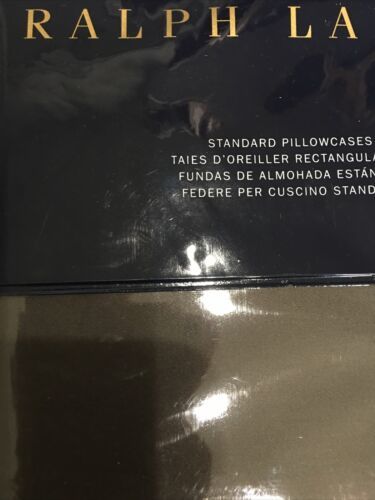 RALPH LA
STANDARD PILLOWCASES
TAIES D'OREILLER RECTANGULA
FUNDAS DE ALMOHADA ESTÁN
FEDERE PER CUSCINO STAND